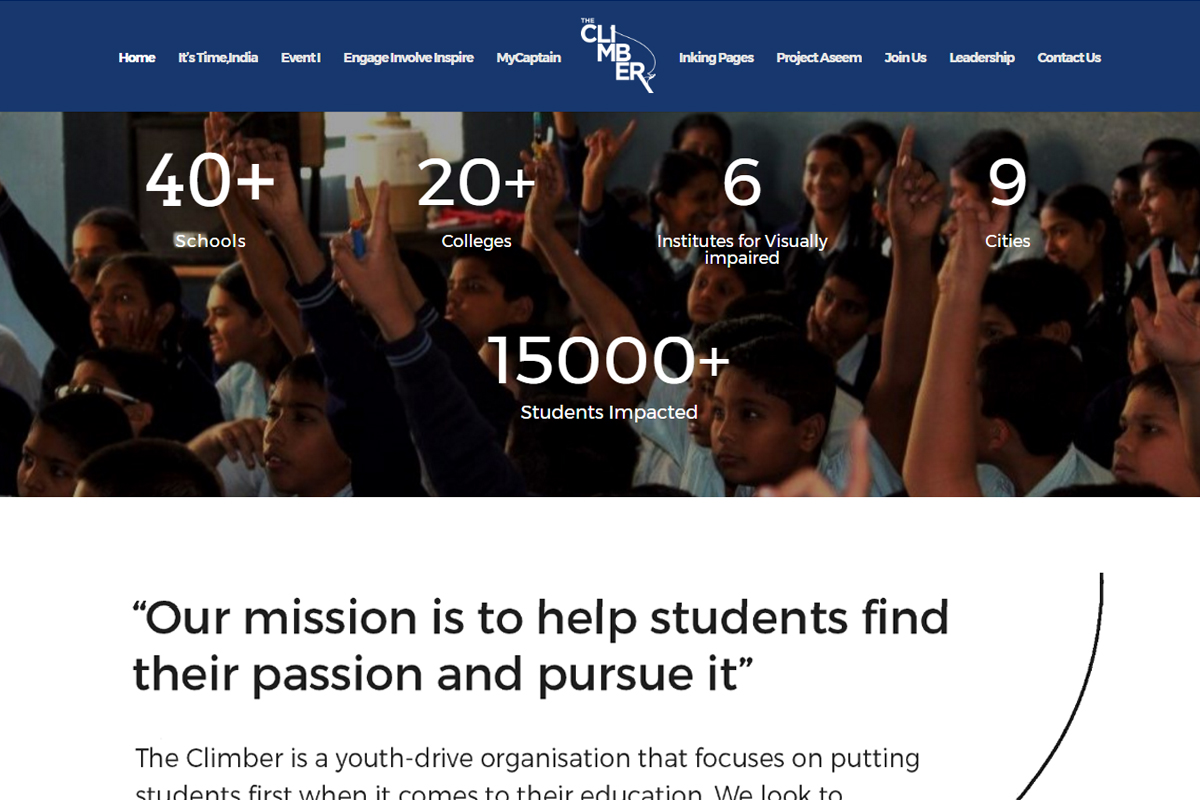 Home It's Time,India Event I Engage Involve Inspire MyCaptain
THE
CLI
MB
ER
Inking Pages Project Aseem Join Us Leadership Contact Us
40+
Schools
20+
Colleges
6
Institutes for Visually
impaired
9
Cities
15000+
Students Impacted
“Our mission is to help students find
their passion and pursue it”
The Climber is a youth-drive organisation that focuses on putting
students first when it comes to their education. We look to